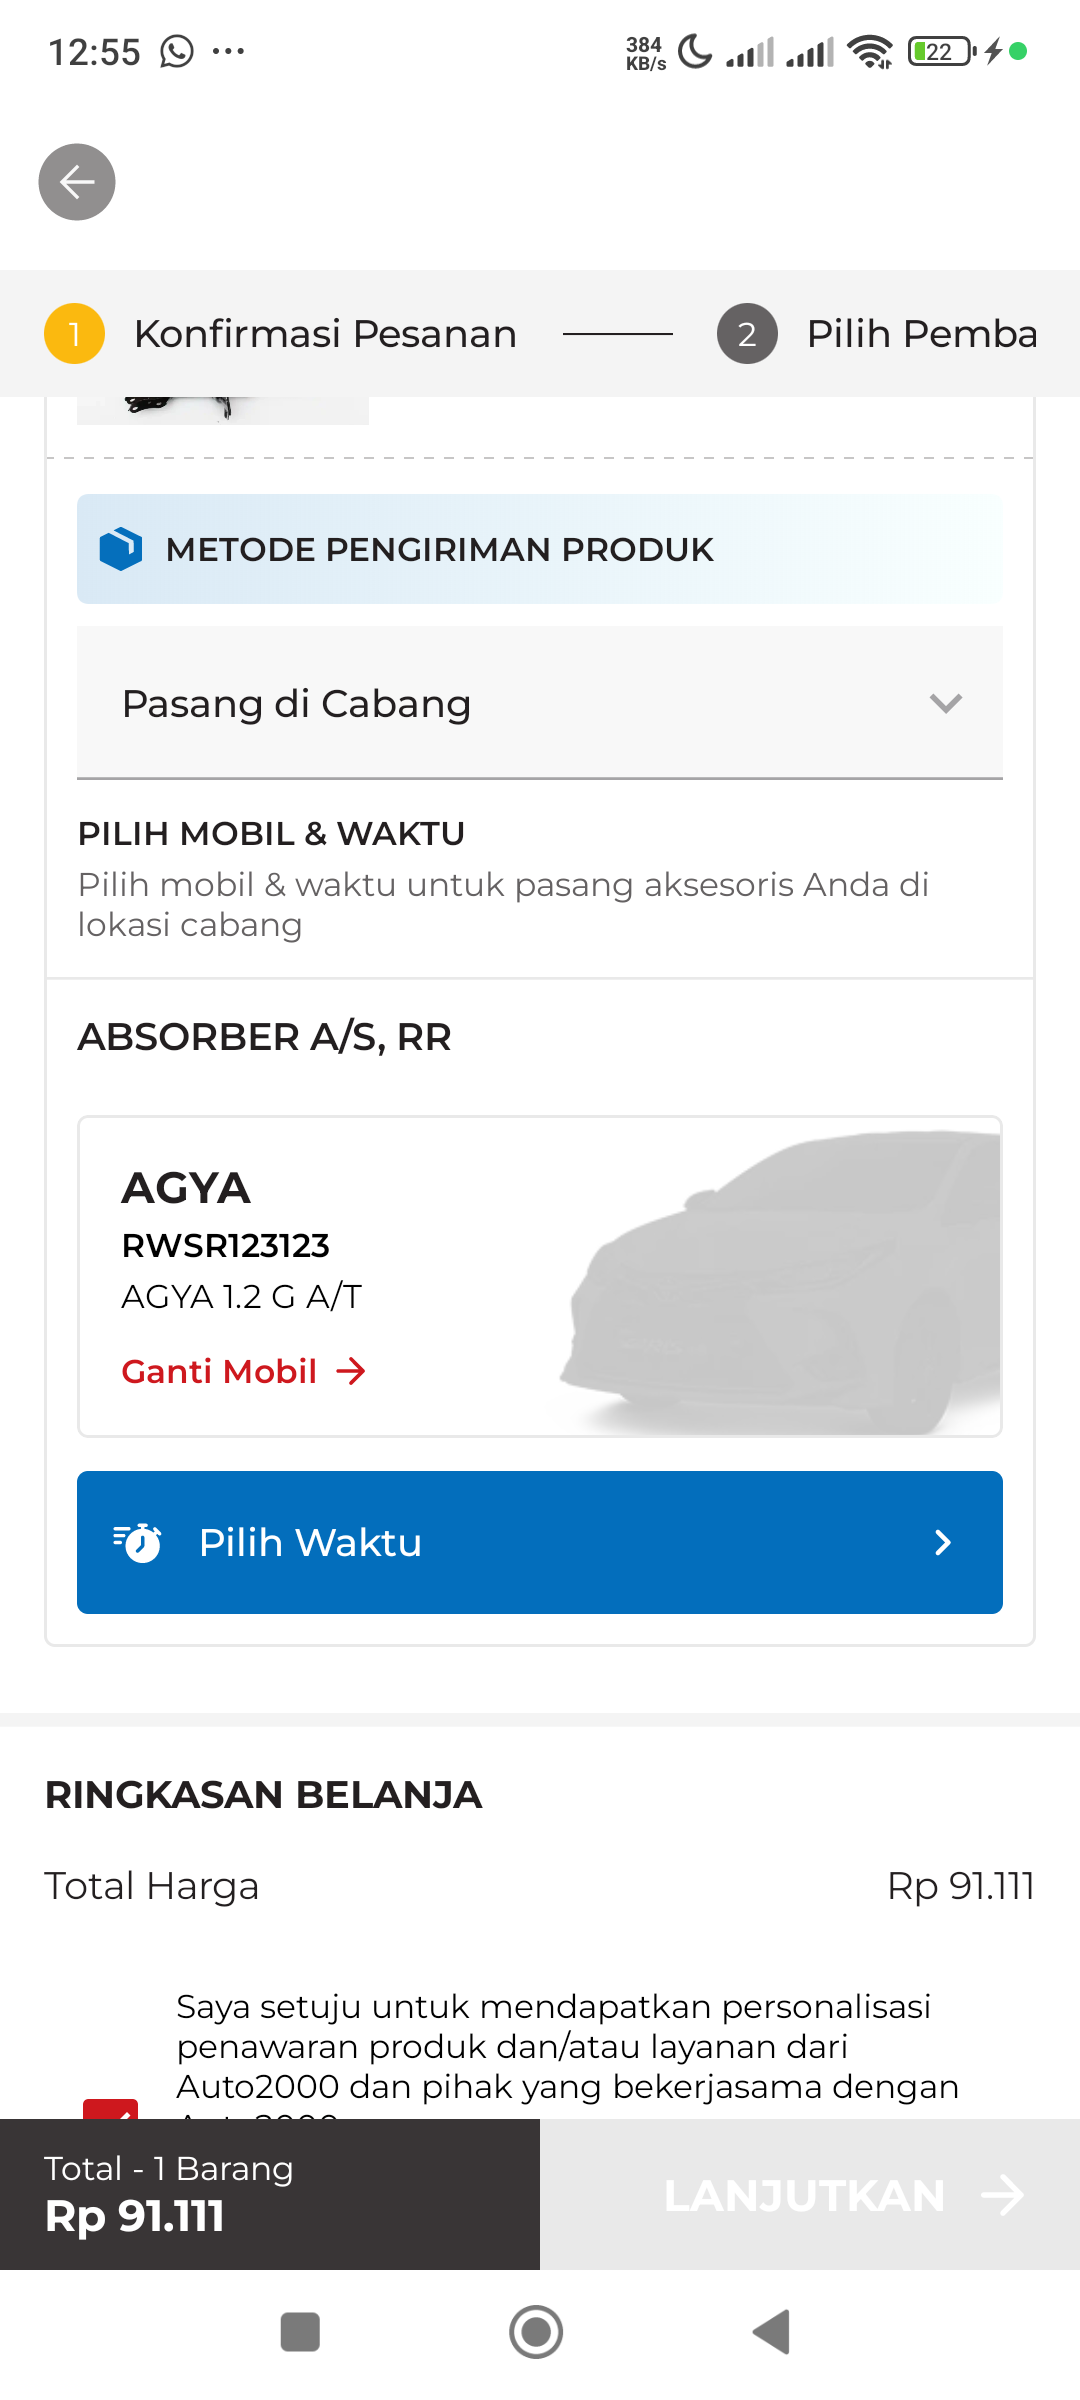 12:55
384
KB/s
22
1 Konfirmasi Pesanan
2 Pilih Pemba
METODE PENGIRIMAN PRODUK
Pasang di Cabang
PILIH MOBIL & WAKTU
Pilih mobil & waktu untuk pasang aksesoris Anda di
lokasi cabang
ABSORBER A/S, RR
AGYA
RWSR123123
AGYA 1.2 G A/T
Ganti Mobil
Pilih Waktu
RINGKASAN BELANJA
Total Harga
Rp 91.111
Saya setuju untuk mendapatkan personalisasi
penawaran produk dan/atau layanan dari
Auto2000 dan pihak yang bekerjasama dengan
Total - 1 Barang
Rp 91.111
LANJUTKAN